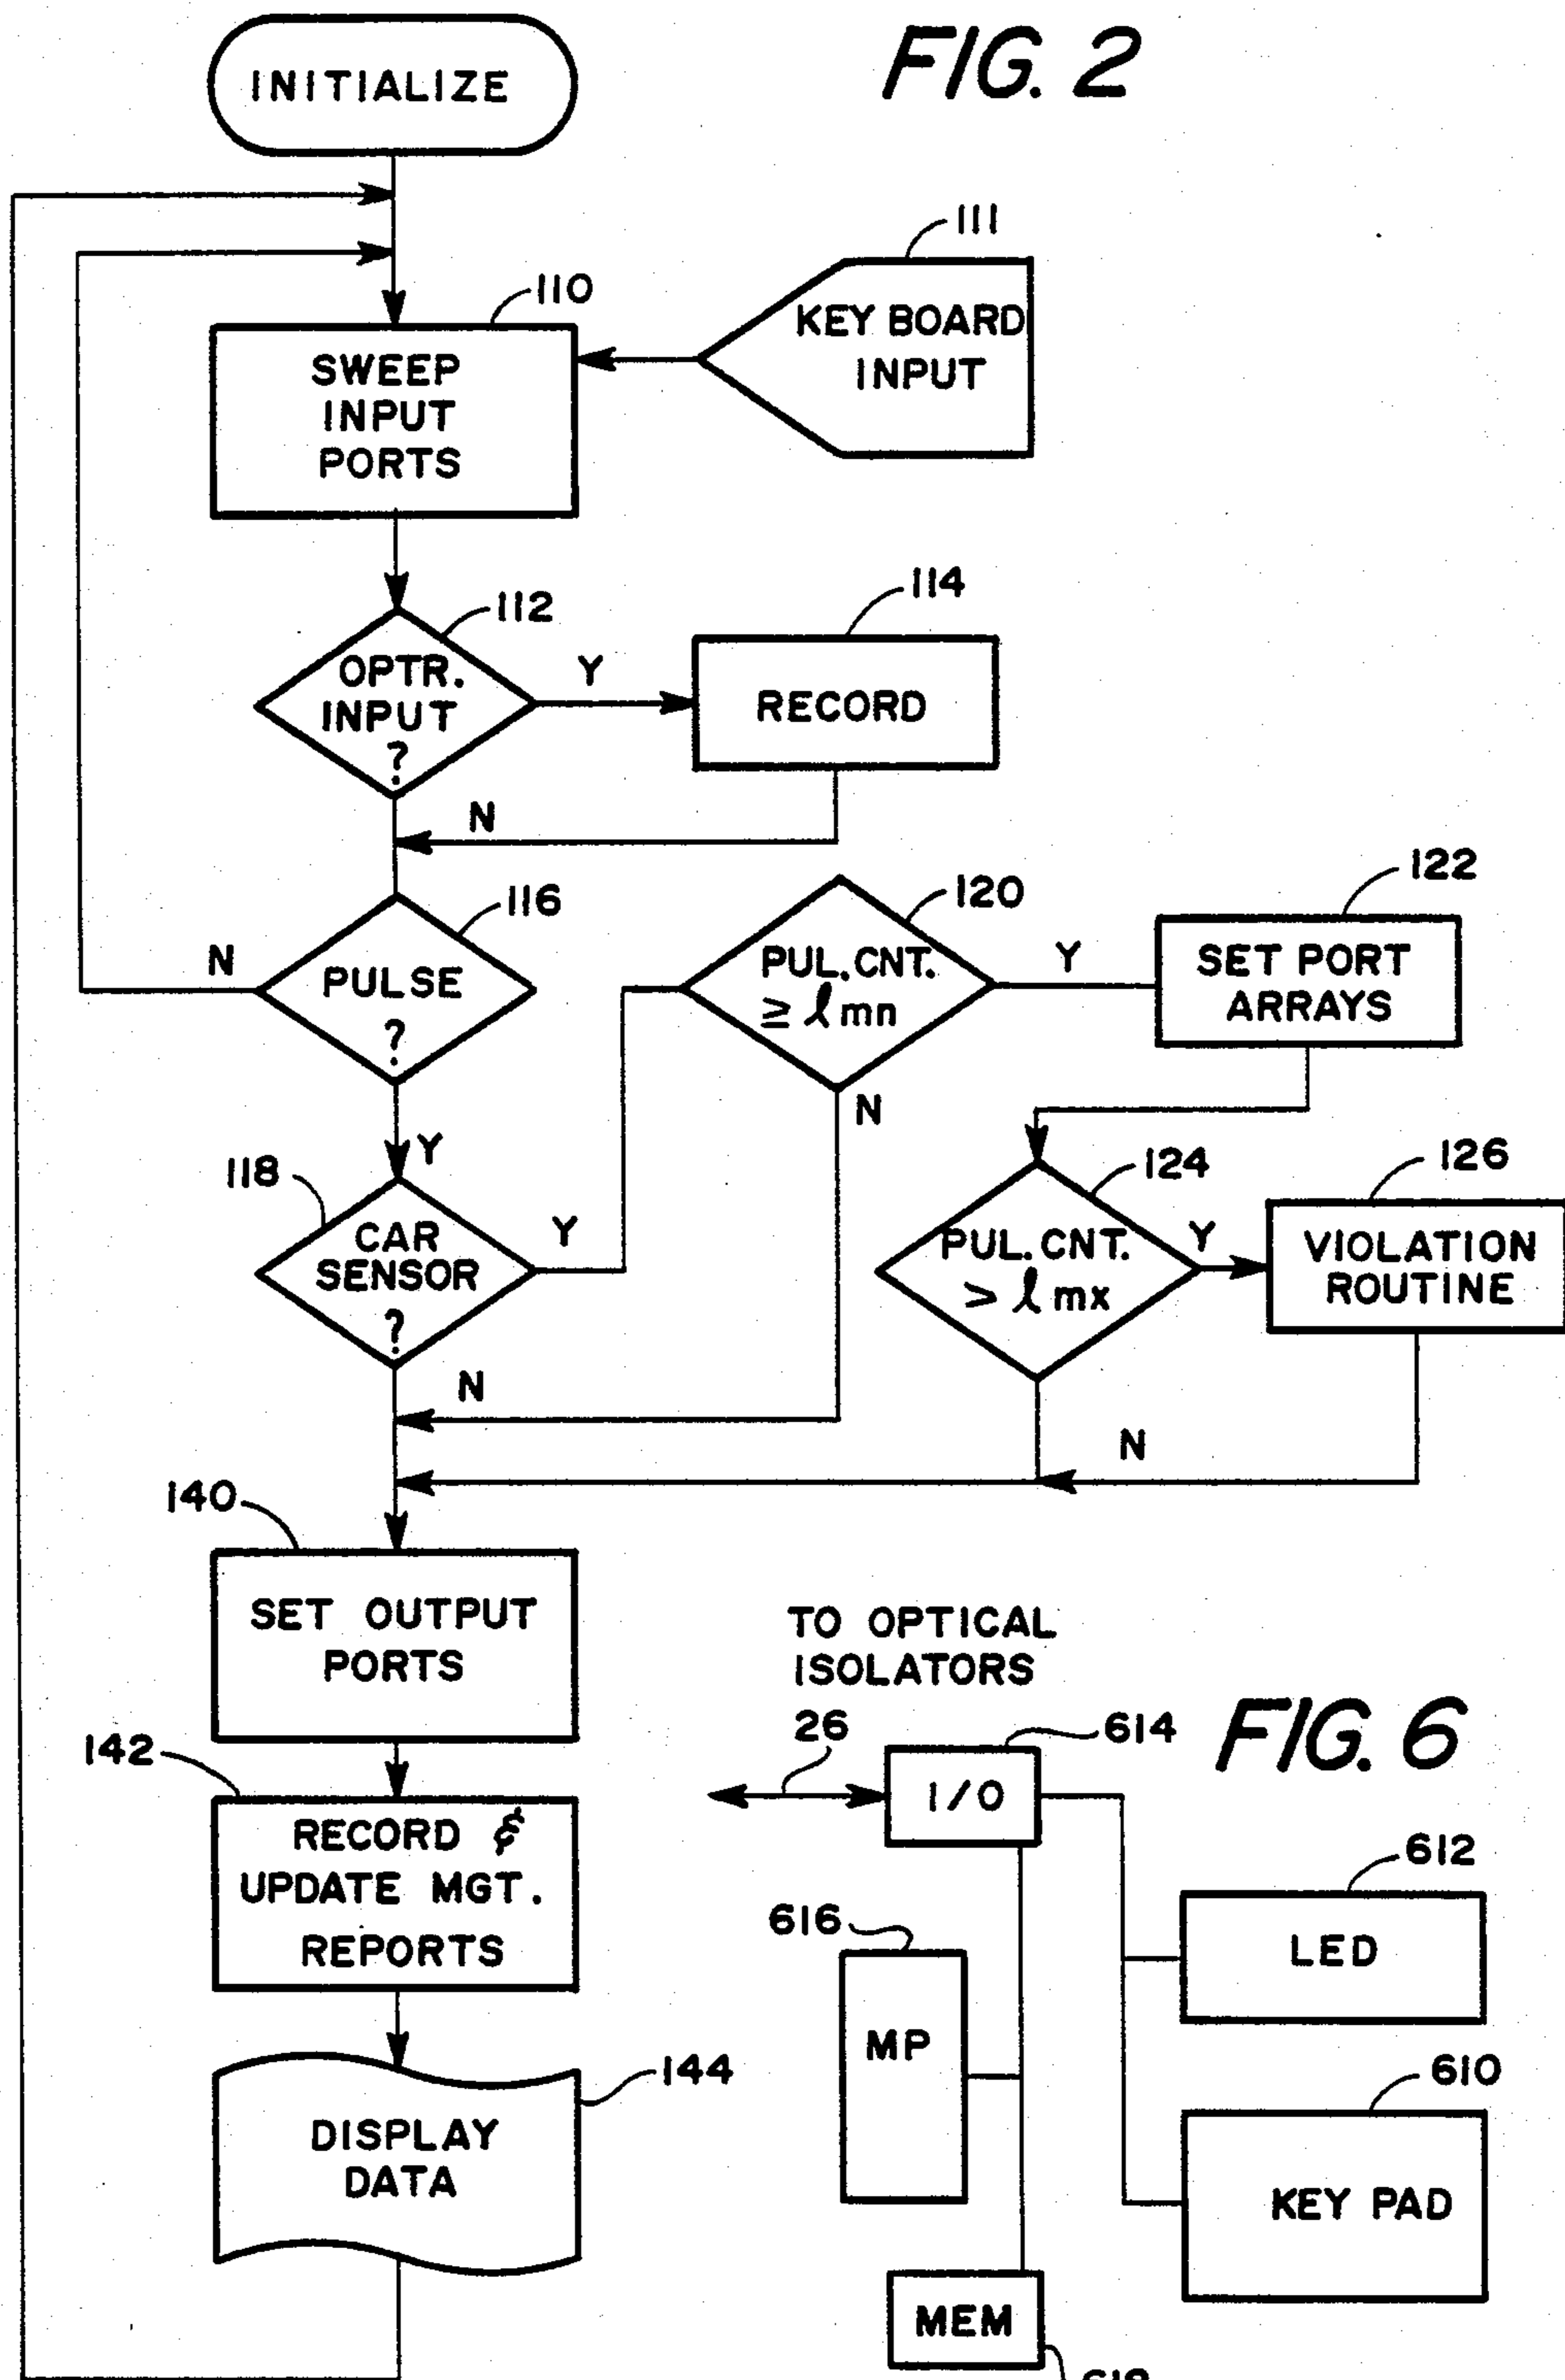 FIG. 2
INITIALIZE
111
KEY BOARD
INPUT
110
SWEEP
INPUT
PORTS
112
OPTR.
INPUT
?
Y
114
RECORD
N
116
PULSE
?
N
Y
120
PUL.CNT.
≥ ℓmn
Y
N
122
SET PORT
ARRAYS
118
CAR
SENSOR
?
Y
N
124
PUL.CNT.
> ℓmx
Y
N
126
VIOLATION
ROUTINE
140
SET OUTPUT
PORTS
142
RECORD &
UPDATE MGT.
REPORTS
144
DISPLAY
DATA
FIG. 6
TO OPTICAL
ISOLATORS
26
614
I/O
612
LED
616
MP
610
KEY PAD
MEM